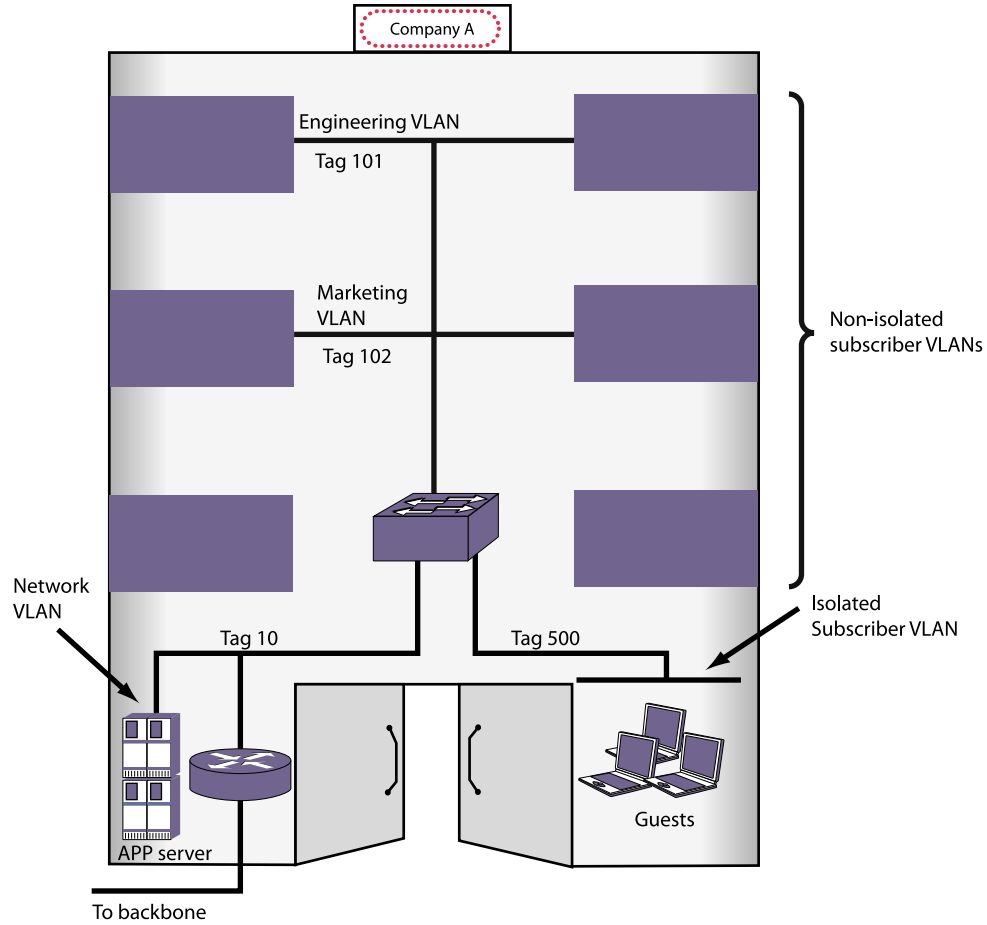 Company A
Engineering VLAN
Tag 101
Marketing
VLAN
Tag 102
Non-isolated
subscriber VLANs
Network
VLAN
Isolated
Subscriber VLAN
Tag 10
Tag 500
APP server
Guests
To backbone